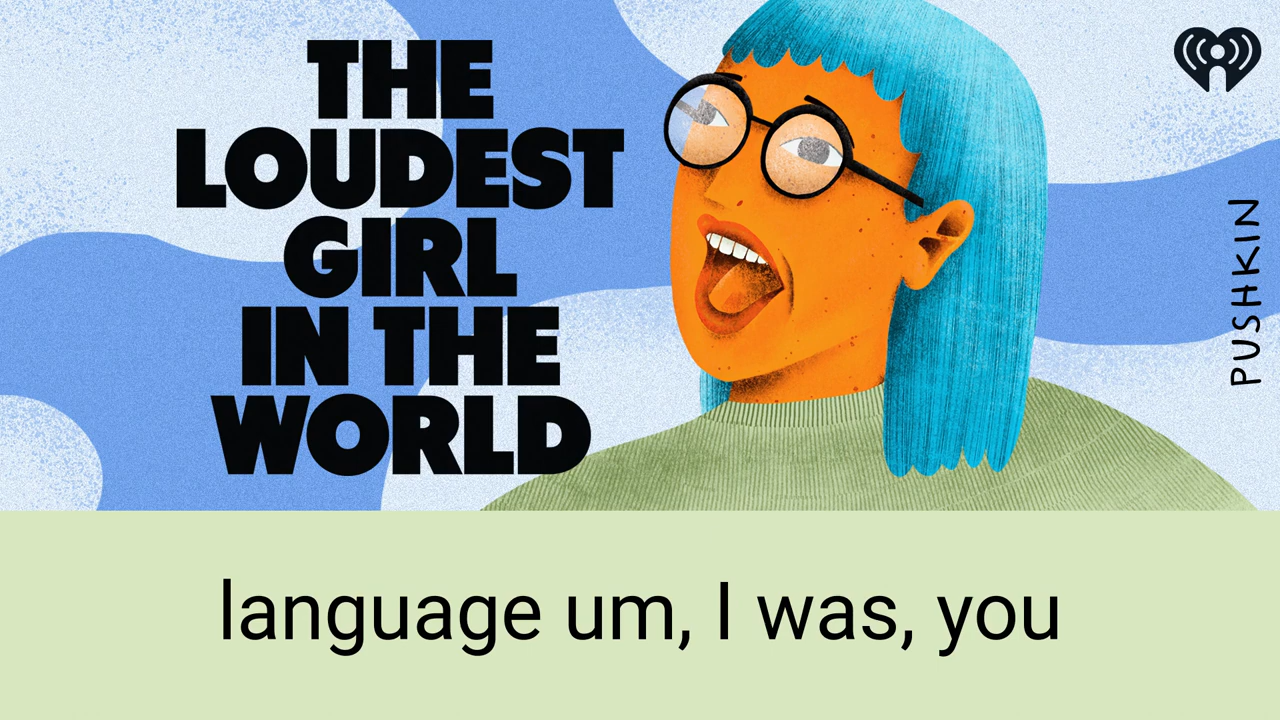 THE
LOUDEST
GIRL
IN THE
WORLD
PUSHKIN
language um, I was, you